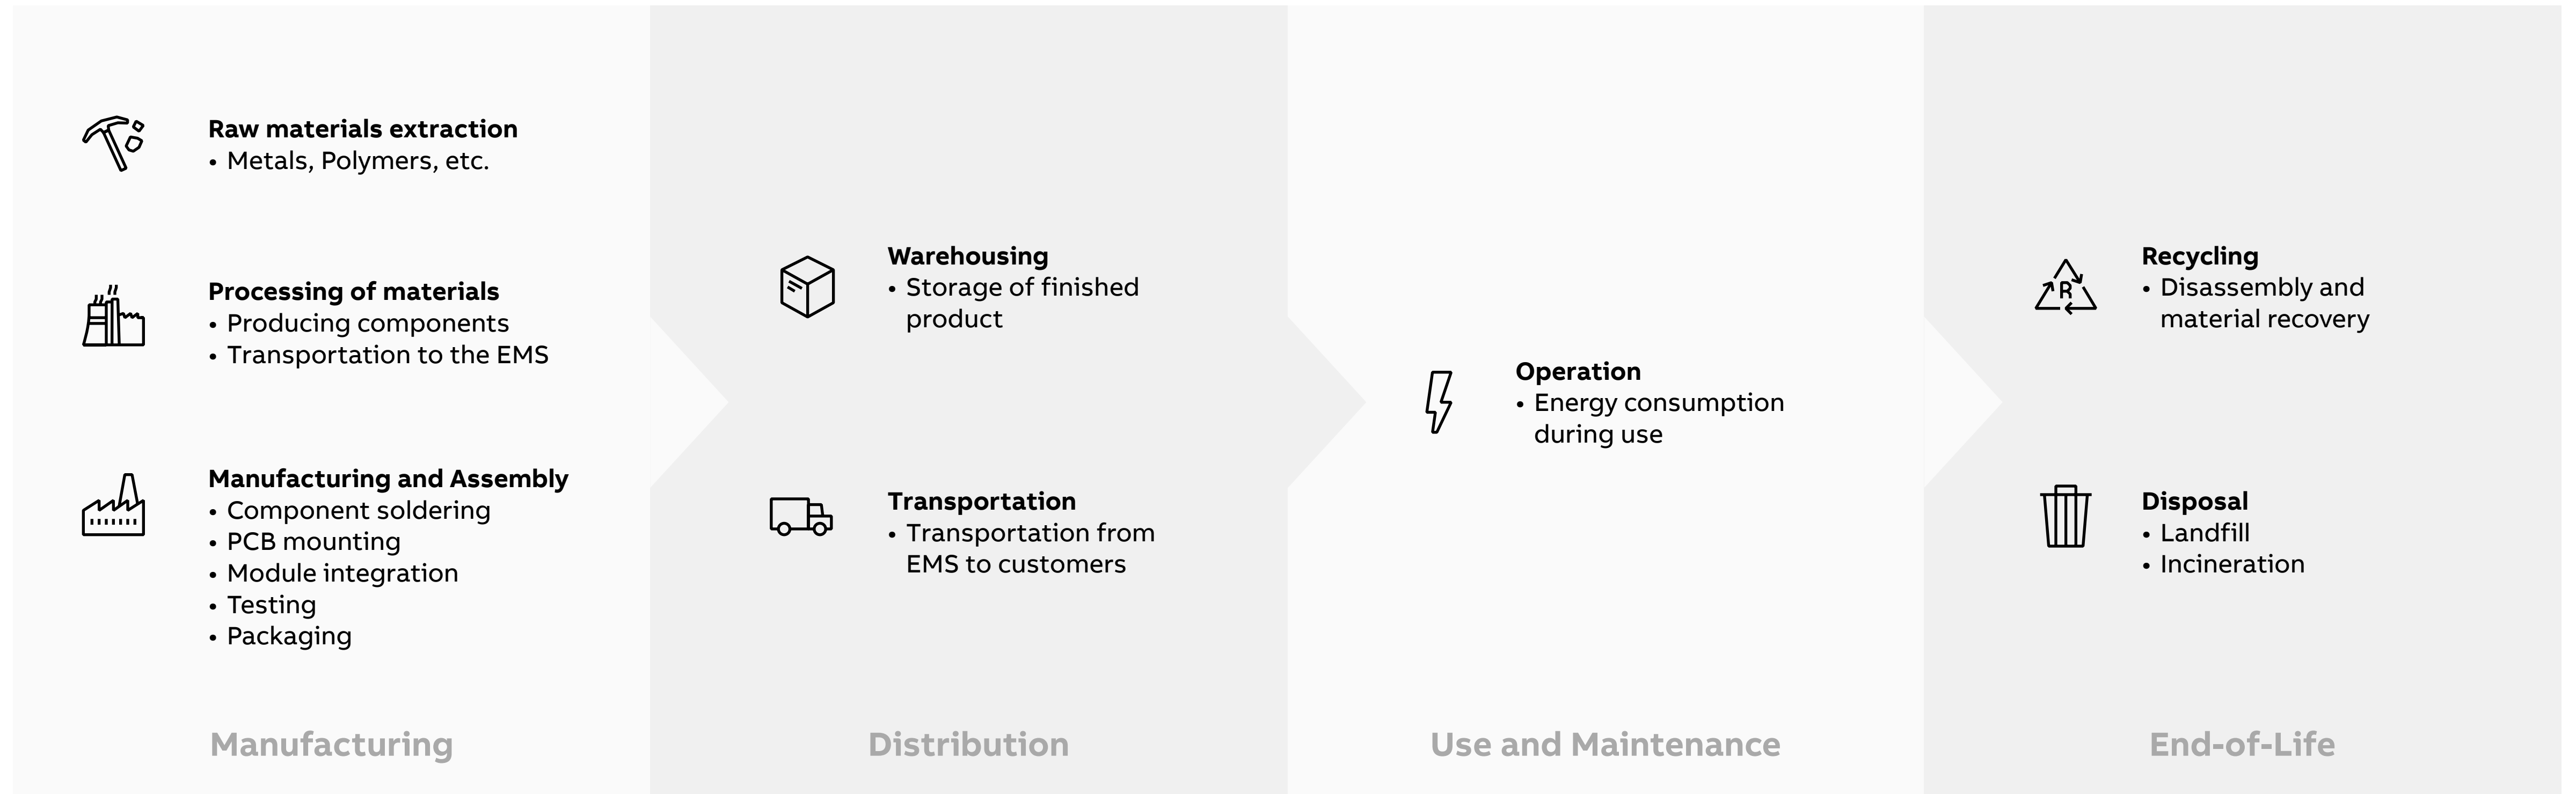 Raw materials extraction
• Metals, Polymers, etc.
Processing of materials
• Producing components
• Transportation to the EMS
Manufacturing and Assembly
• Component soldering
• PCB mounting
• Module integration
• Testing
• Packaging
Manufacturing
Warehousing
• Storage of finished
product
Transportation
• Transportation from
EMS to customers
Distribution
Operation
• Energy consumption
during use
Use and Maintenance
R
Recycling
• Disassembly and
material recovery
Disposal
• Landfill
• Incineration
End-of-Life